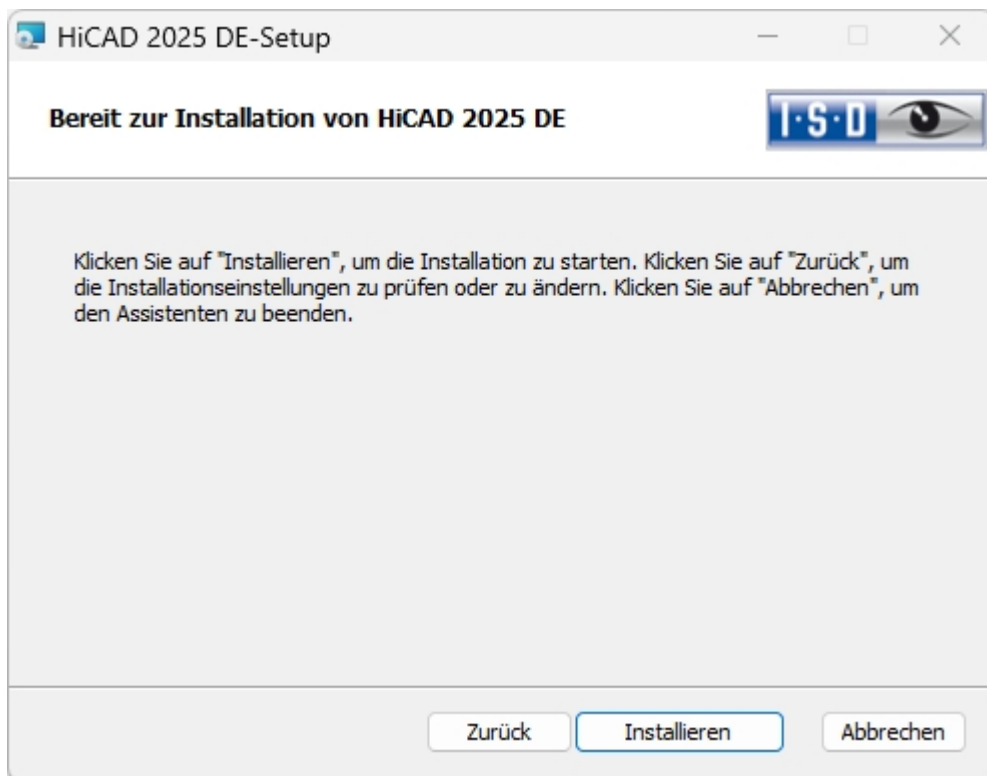 HiCAD 2025 DE-Setup
Bereit zur Installation von HiCAD 2025 DE
I·S·D
Klicken Sie auf "Installieren", um die Installation zu starten. Klicken Sie auf "Zurück", um
die Installationseinstellungen zu prüfen oder zu ändern. Klicken Sie auf "Abbrechen", um
den Assistenten zu beenden.
Zurück
Installieren
Abbrechen